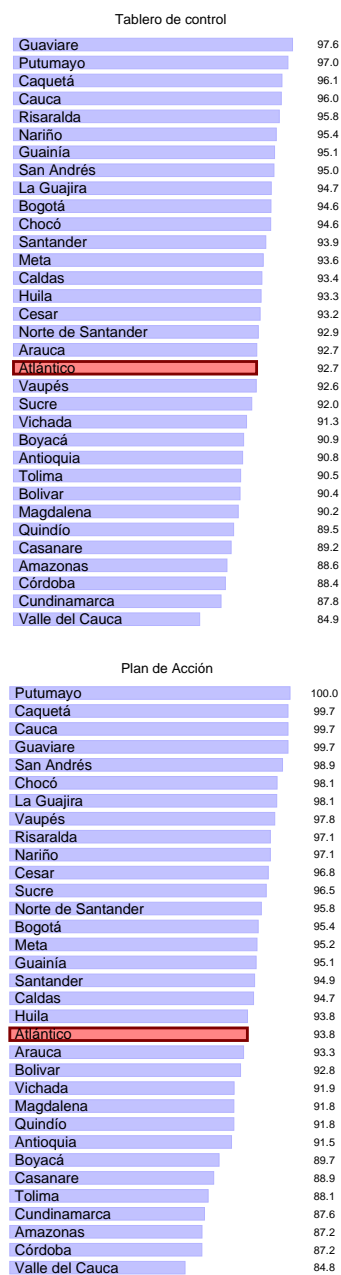 Tablero de control
Guaviare 97.6
Putumayo 97.0
Caquetá 96.1
Cauca 96.0
Risaralda 95.8
Nariño 95.4
Guainía 95.1
San Andrés 95.0
La Guajira 94.7
Bogotá 94.6
Chocó 94.6
Santander 93.9
Meta 93.6
Caldas 93.4
Huila 93.3
Cesar 93.2
Norte de Santander 92.9
Arauca 92.7
Atlántico 92.7
Vaupés 92.6
Sucre 92.0
Vichada 91.3
Boyacá 90.9
Antioquia 90.8
Tolima 90.5
Bolivar 90.4
Magdalena 90.2
Quindío 89.5
Casanare 89.2
Amazonas 88.6
Córdoba 88.4
Cundinamarca 87.8
Valle del Cauca 84.9
Plan de Acción
Putumayo 100.0
Caquetá 99.7
Cauca 99.7
Guaviare 99.7
San Andrés 98.9
Chocó 98.1
La Guajira 98.1
Vaupés 97.8
Risaralda 97.1
Nariño 97.1
Cesar 96.8
Sucre 96.5
Norte de Santander 95.8
Bogotá 95.4
Meta 95.2
Guainía 95.1
Santander 94.9
Caldas 94.7
Huila 93.8
Atlántico 93.8
Arauca 93.3
Bolivar 92.8
Vichada 91.9
Magdalena 91.8
Quindío 91.8
Antioquia 91.5
Boyacá 89.7
Casanare 88.9
Tolima 88.1
Cundinamarca 87.6
Amazonas 87.2
Córdoba 87.2
Valle del Cauca 84.8